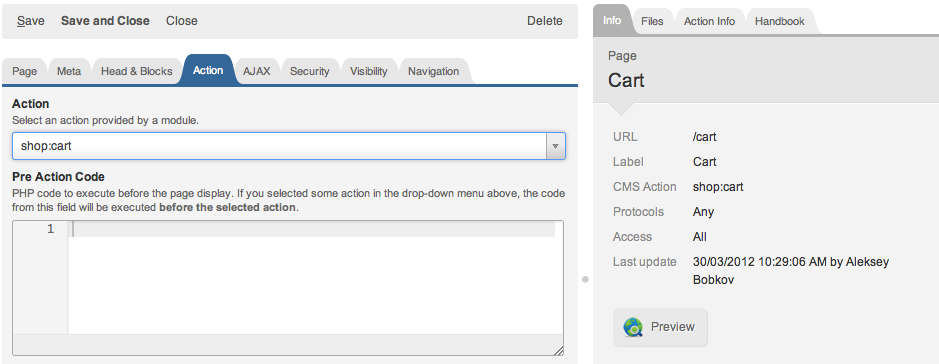 Save Save and Close Close Delete
Page Meta Head & Blocks Action AJAX Security Visibility Navigation
Action
Select an action provided by a module.
shop:cart
Pre Action Code
PHP code to execute before the page display. If you selected some action in the drop-down menu above, the code
from this field will be executed before the selected action.
1
Info Files Action Info Handbook
Page
Cart
URL /cart
Label Cart
CMS Action shop:cart
Protocols Any
Access All
Last update 30/03/2012 10:29:06 AM by Aleksey
Bobkov
Preview